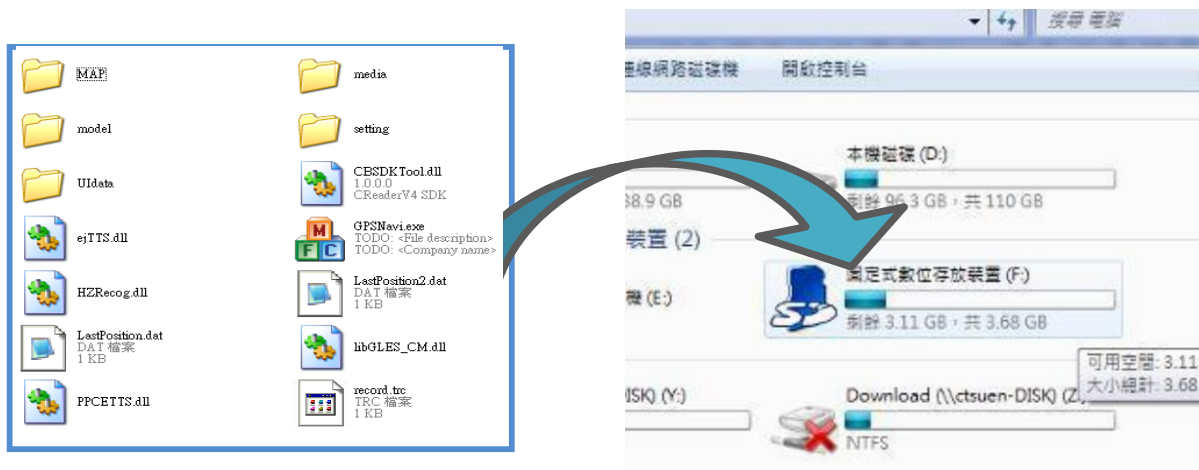 MAP
media
model
setting
UIdata
CBSDKTool.dll
1.0.0.0
CReaderV4 SDK
ejTTS.dll
GPSNavi.exe
TODO: <File description>
TODO: <Company name>
HZRecog.dll
LastPosition2.dat
DAT 檔案
1 KB
LastPosition.dat
DAT 檔案
1 KB
libGLES_CM.dll
PPCETTS.dll
record.trc
TRC 檔案
1 KB
搜尋 電腦
連線網路磁碟機
開啟控制台
本機磁碟 (D:)
38.9 GB
剩餘 96.3 GB，共 110 GB
裝置 (2)
固定式數位存放裝置 (F:)
機 (E:)
剩餘 3.11 GB，共 3.68 GB
可用空間: 3.11
大小總計: 3.68
ISK) (Y:)
Download (\\ctsuen-DISK) (Z:
NTFS